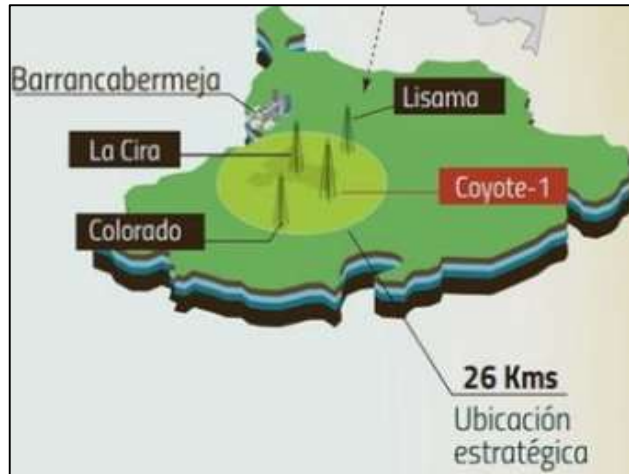 Barrancabermeja
Lisama
La Cira
Coyote-1
Colorado
26 Kms
Ubicación
estratégica